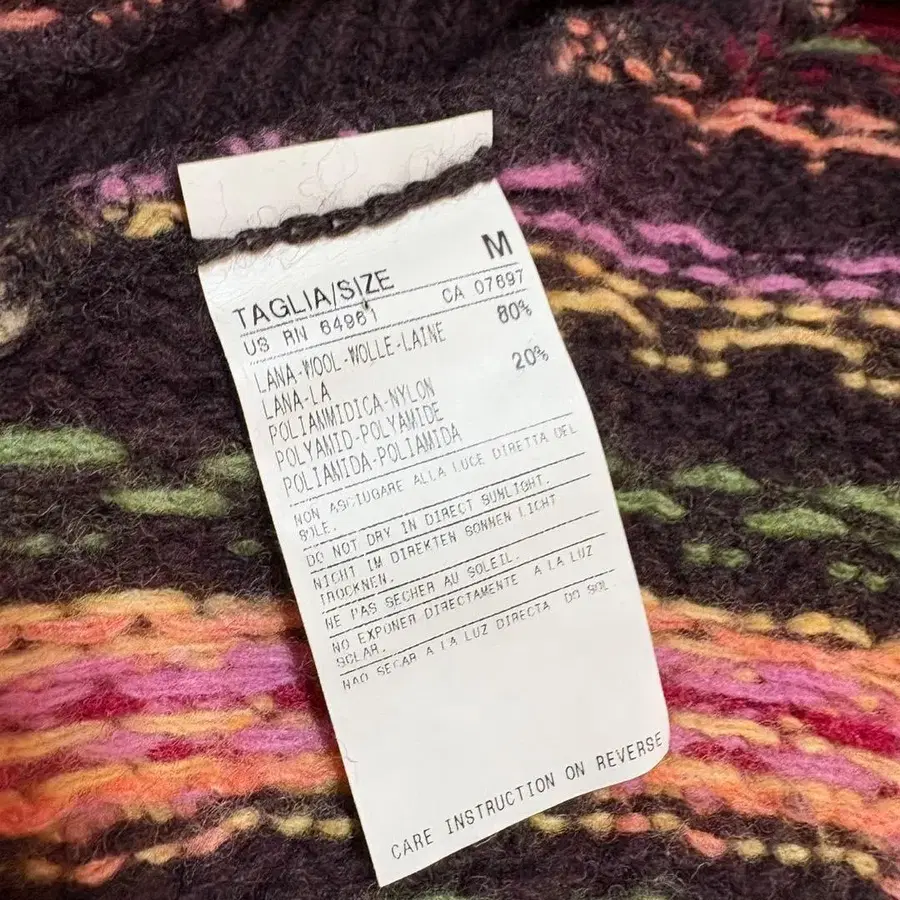 TAGLIA/SIZE M
US RN 64961 CA 07697
LANA-WOOL-WOLLE-LAINE 80%
LANA-LA
POLIAMMIDICA-NYLON 20%
POLYAMID-POLYAMIDE
POLIANIDA-POLIAMIDA
NON ASCIUGARE ALLA LUCE DIRETTA DEL
SOLE.
DO NOT DRY IN DIRECT SUNLIGHT.
NICHT IM DIREKTEN SONNEN LICHT
TROCKNEN.
NE PAS SECHER AU SOLEIL.
NO EXPONER DIRECTAMENTE A LA LUZ
SOLAR.
NAO SECAR A LA LUZ DIRECTA DO SOL
CARE INSTRUCTION ON REVERSE